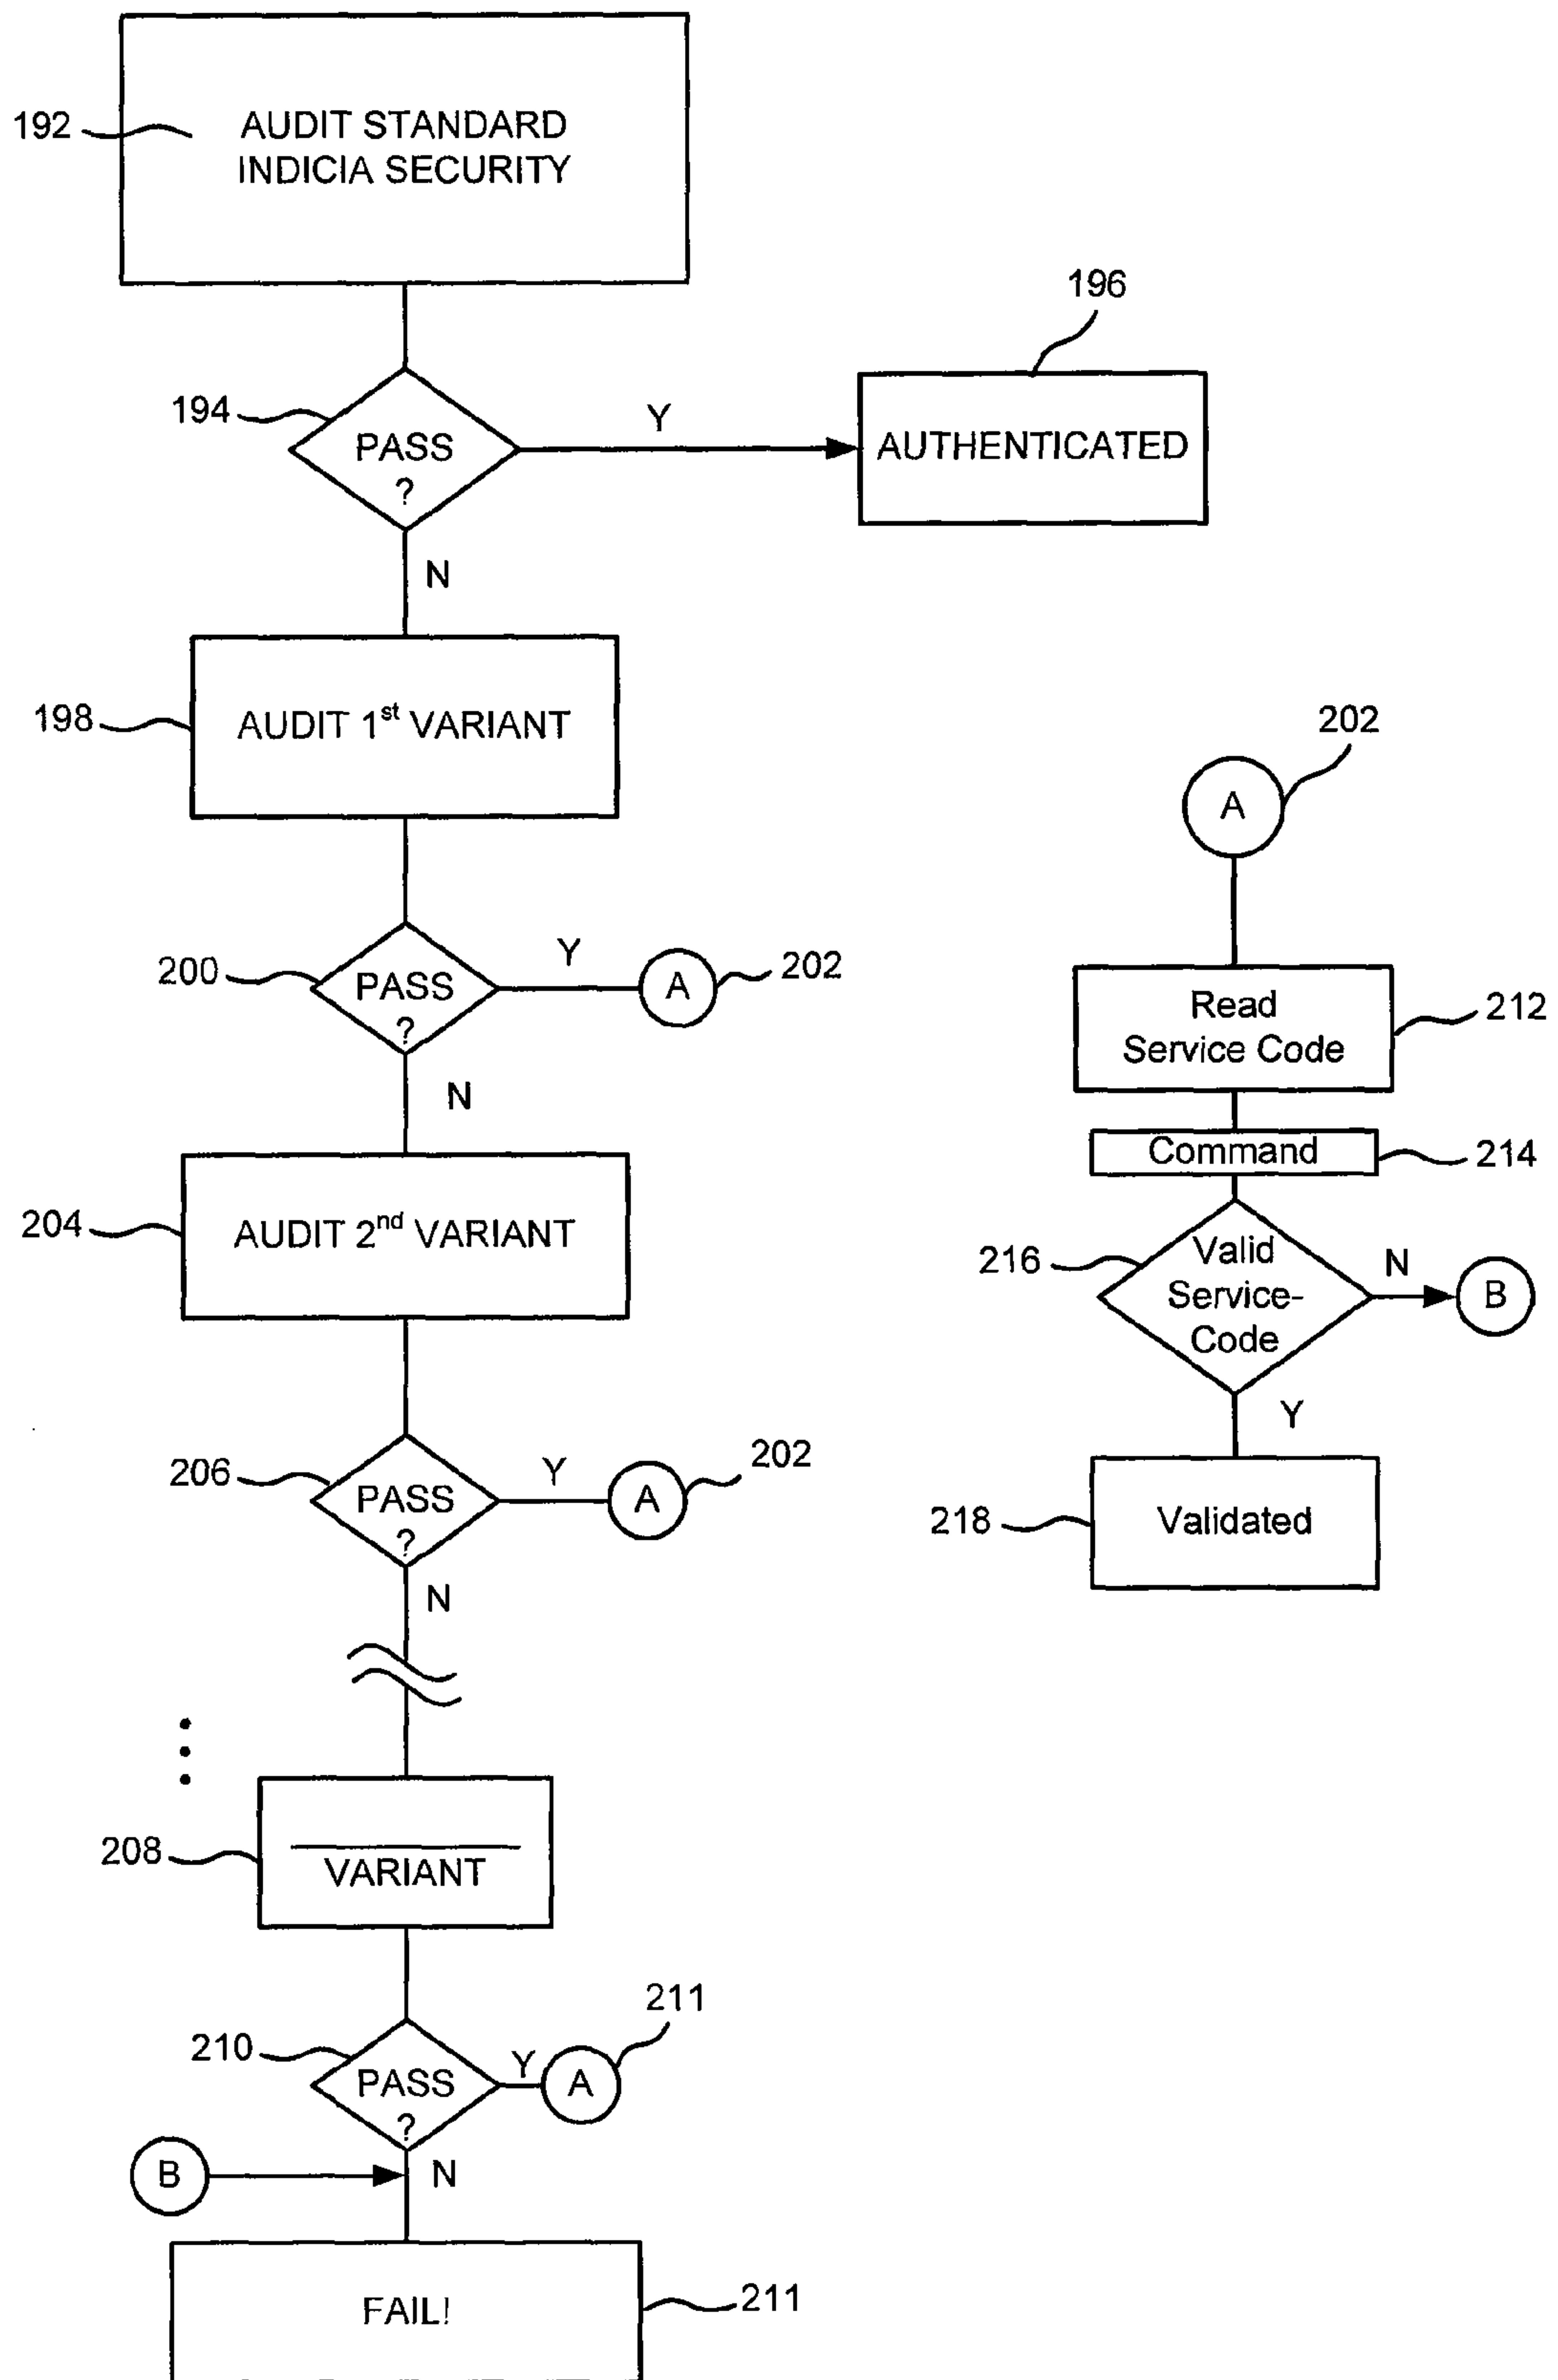 192
AUDIT STANDARD
INDICIA SECURITY
196
194
PASS
?
Y
AUTHENTICATED
N
198
AUDIT 1st VARIANT
202
A
200
PASS
?
Y
A
202
N
Read
Service Code
212
Command
214
204
AUDIT 2nd VARIANT
216
Valid
Service-
Code
N
B
Y
206
PASS
?
Y
A
202
N
218
Validated
208
VARIANT
211
210
PASS
?
Y
A
B
N
FAIL!
211